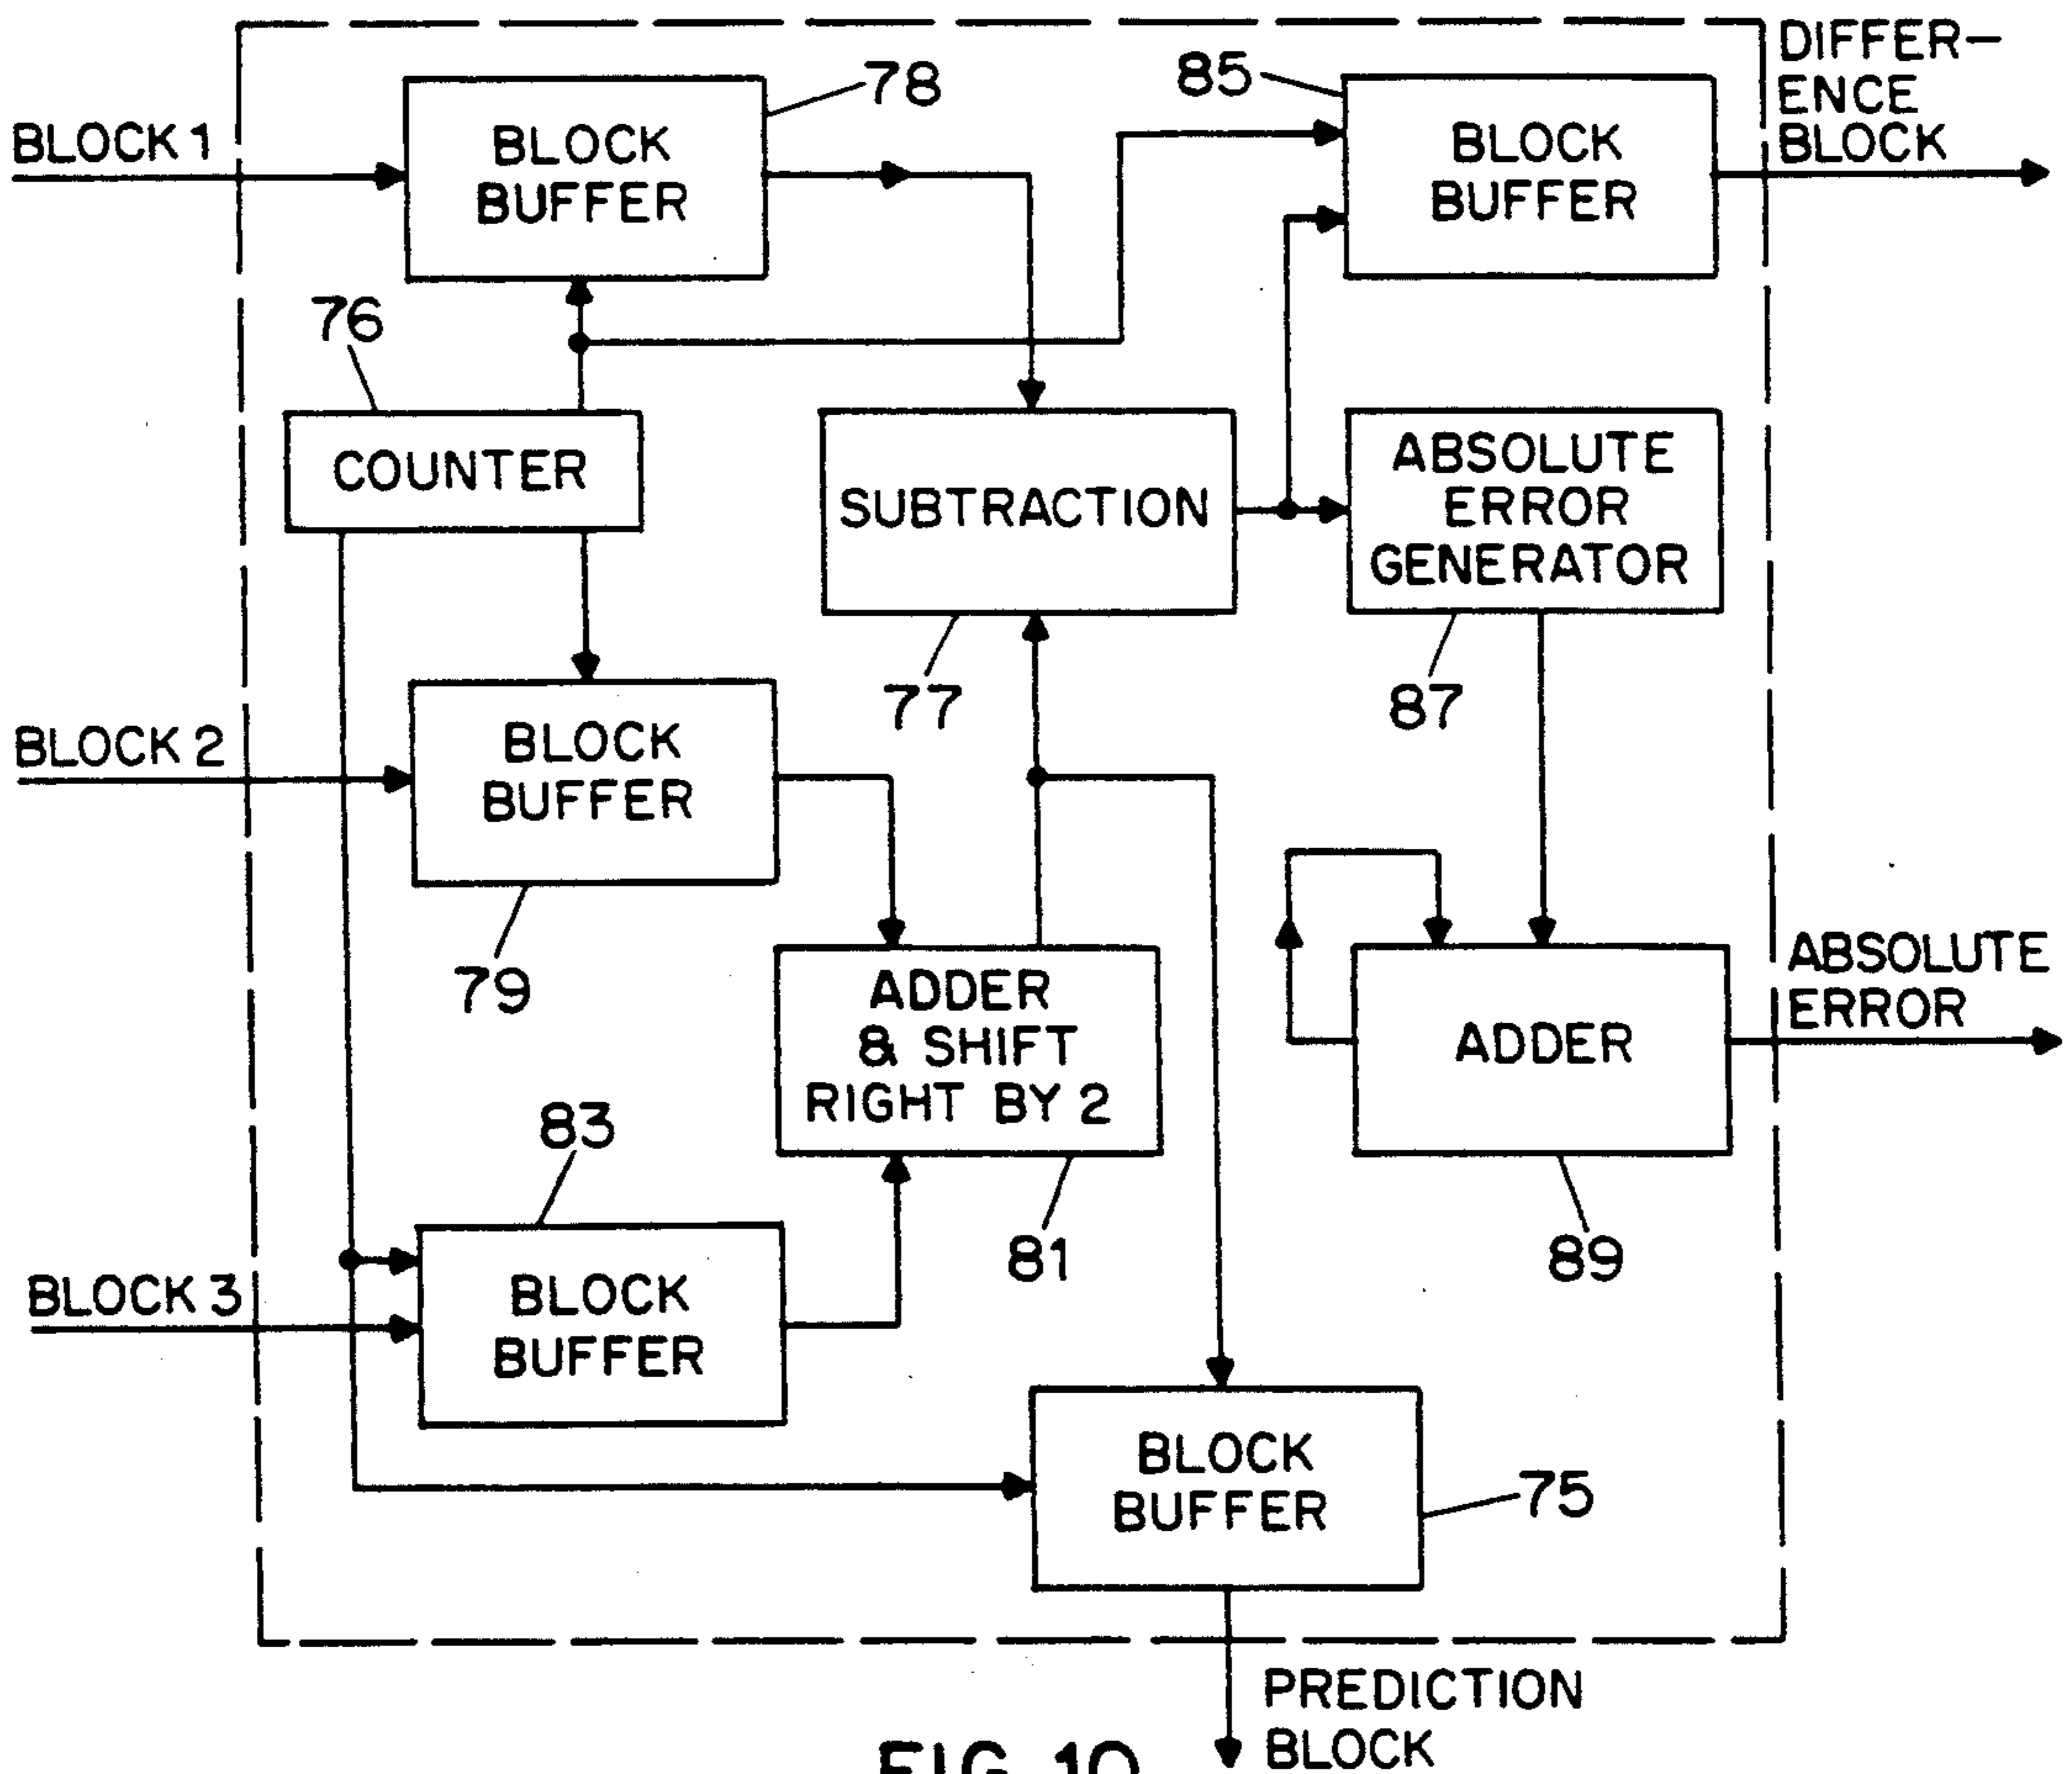 DIFFER-
ENCE
BLOCK
78
85
BLOCK 1
BLOCK
BUFFER
BLOCK
BUFFER
76
COUNTER
SUBTRACTION
ABSOLUTE
ERROR
GENERATOR
77
87
BLOCK 2
BLOCK
BUFFER
79
ADDER
& SHIFT
RIGHT BY 2
ADDER
ABSOLUTE
ERROR
83
81
89
BLOCK 3
BLOCK
BUFFER
BLOCK
BUFFER
75
PREDICTION
BLOCK
FIG. 10